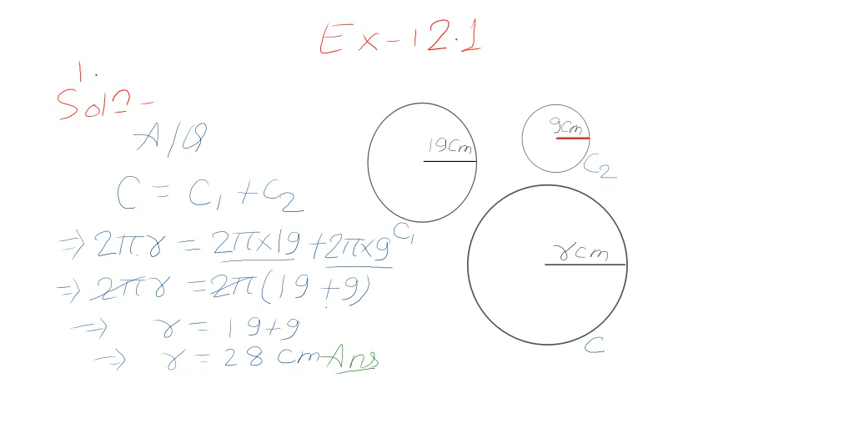 Ex-12.1
1.
Solⁿ-
A/Q
C = C₁ + C₂
⇒ 2π.r = 2π×19 + 2π×9
⇒ 2πr = 2π(19 + 9)
⇒ r = 19+9
⇒ r = 28 cm Ans
19cm
C₁
9cm
C₂
rcm
C